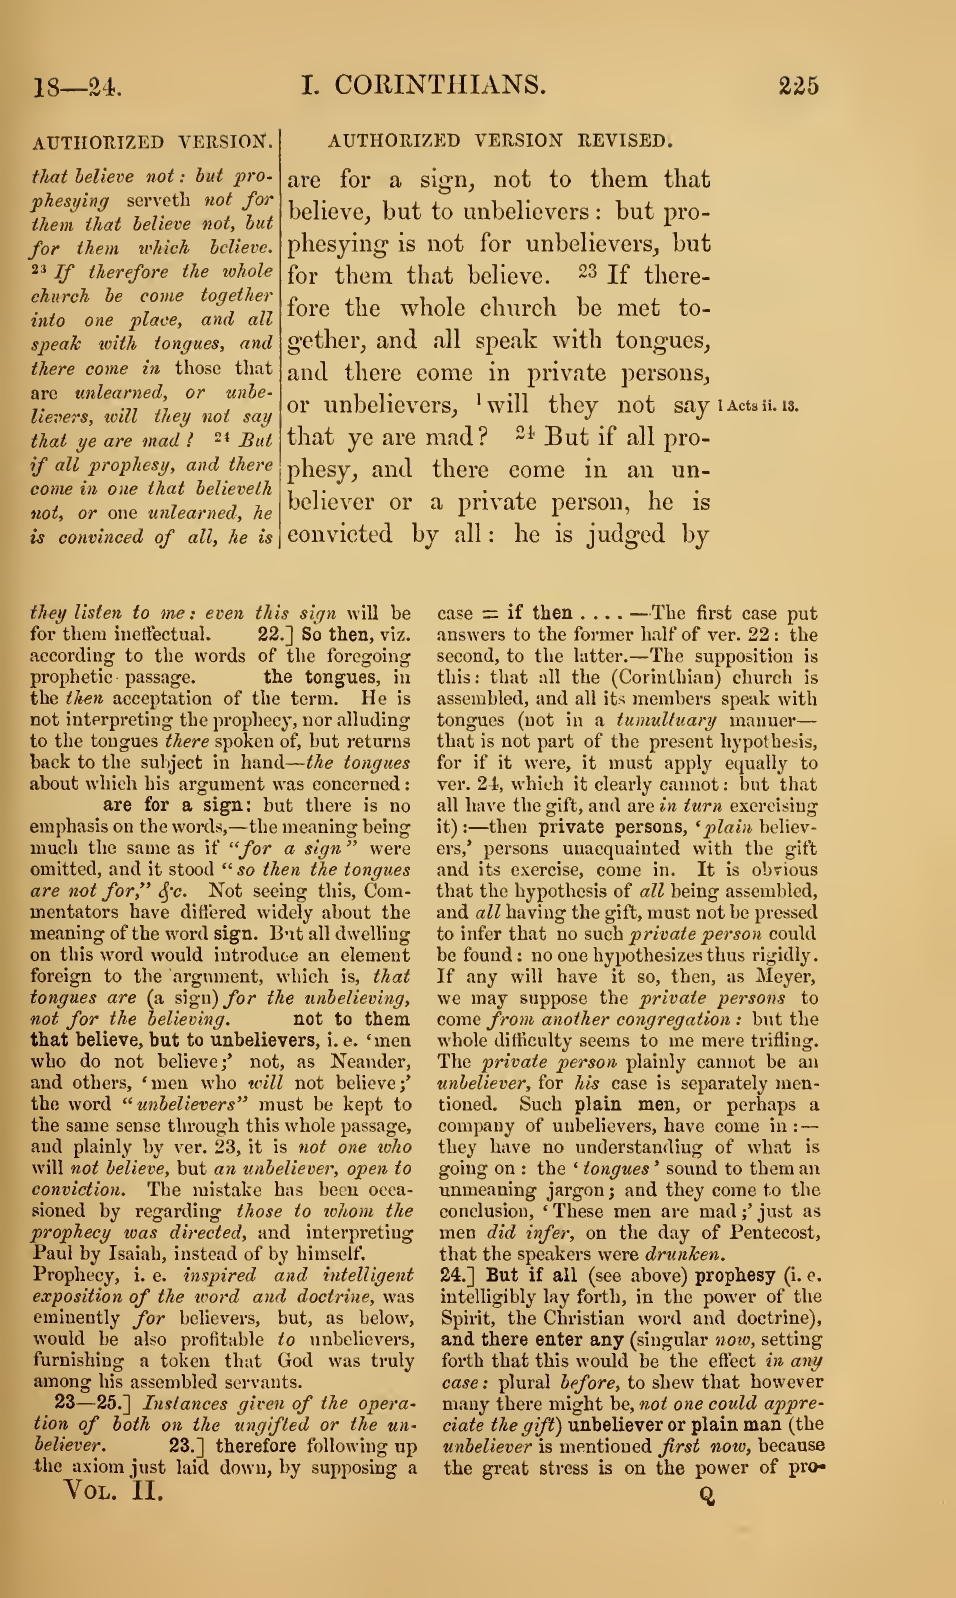 18—24.
I. CORINTHIANS.
225
AUTHORIZED VERSION.
that believe not: but pro-
phesying serveth not for
them that believe not, but
for them which believe.
23 If therefore the whole
church be come together
into one place, and all
speak with tongues, and
there come in those that
are unlearned, or unbe-
lievers, will they not say
that ye are mad? 24 But
if all prophesy, and there
come in one that believeth
not, or one unlearned, he
is convinced of all, he is
AUTHORIZED VERSION REVISED.
are for a sign, not to them that
believe, but to unbelievers: but pro-
phesying is not for unbelievers, but
for them that believe. 23 If there-
fore the whole church be met to-
gether, and all speak with tongues,
and there come in private persons,
or unbelievers, 1 will they not say
that ye are mad? 24 But if all pro-
phesy, and there come in an un-
believer or a private person, he is
convicted by all: he is judged by
1 Acts ii. 13.
they listen to me: even this sign will be
for them ineffectual. 22.] So then, viz.
according to the words of the foregoing
prophetic passage. the tongues, in
the then acceptation of the term. He is
not interpreting the prophecy, nor alluding
to the tongues there spoken of, but returns
back to the subject in hand—the tongues
about which his argument was concerned:
are for a sign: but there is no
emphasis on the words,—the meaning being
much the same as if "for a sign" were
omitted, and it stood "so then the tongues
are not for," &c. Not seeing this, Com-
mentators have differed widely about the
meaning of the word sign. But all dwelling
on this word would introduce an element
foreign to the argument, which is, that
tongues are (a sign) for the unbelieving,
not for the believing. not to them
that believe, but to unbelievers, i. e. 'men
who do not believe;' not, as Neander,
and others, 'men who will not believe;'
the word "unbelievers" must be kept to
the same sense through this whole passage,
and plainly by ver. 23, it is not one who
will not believe, but an unbeliever, open to
conviction. The mistake has been occa-
sioned by regarding those to whom the
prophecy was directed, and interpreting
Paul by Isaiah, instead of by himself.
Prophecy, i. e. inspired and intelligent
exposition of the word and doctrine, was
eminently for believers, but, as below,
would be also profitable to unbelievers,
furnishing a token that God was truly
among his assembled servants.
23—25.] Instances given of the opera-
tion of both on the ungifted or the un-
believer. 23.] therefore following up
the axiom just laid down, by supposing a
case = if then . . . . —The first case put
answers to the former half of ver. 22: the
second, to the latter.—The supposition is
this: that all the (Corinthian) church is
assembled, and all its members speak with
tongues (not in a tumultuary manner—
that is not part of the present hypothesis,
for if it were, it must apply equally to
ver. 24, which it clearly cannot: but that
all have the gift, and are in turn exercising
it):—then private persons, 'plain believ-
ers,' persons unacquainted with the gift
and its exercise, come in. It is obvious
that the hypothesis of all being assembled,
and all having the gift, must not be pressed
to infer that no such private person could
be found: no one hypothesizes thus rigidly.
If any will have it so, then, as Meyer,
we may suppose the private persons to
come from another congregation: but the
whole difficulty seems to me mere trifling.
The private person plainly cannot be an
unbeliever, for his case is separately men-
tioned. Such plain men, or perhaps a
company of unbelievers, have come in:—
they have no understanding of what is
going on: the 'tongues' sound to them an
unmeaning jargon; and they come to the
conclusion, 'These men are mad;' just as
men did infer, on the day of Pentecost,
that the speakers were drunken.
24.] But if all (see above) prophesy (i. e.
intelligibly lay forth, in the power of the
Spirit, the Christian word and doctrine),
and there enter any (singular now, setting
forth that this would be the effect in any
case: plural before, to shew that however
many there might be, not one could appre-
ciate the gift) unbeliever or plain man (the
unbeliever is mentioned first now, because
the great stress is on the power of pro-
VOL. II.
Q